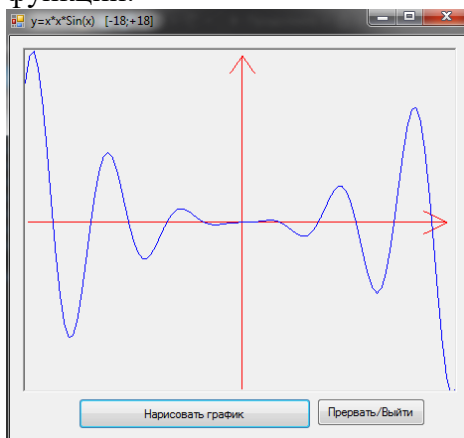 функции.
y=x*x*Sin(x) [-18;+18]
Нарисовать график
Прервать/Выйти